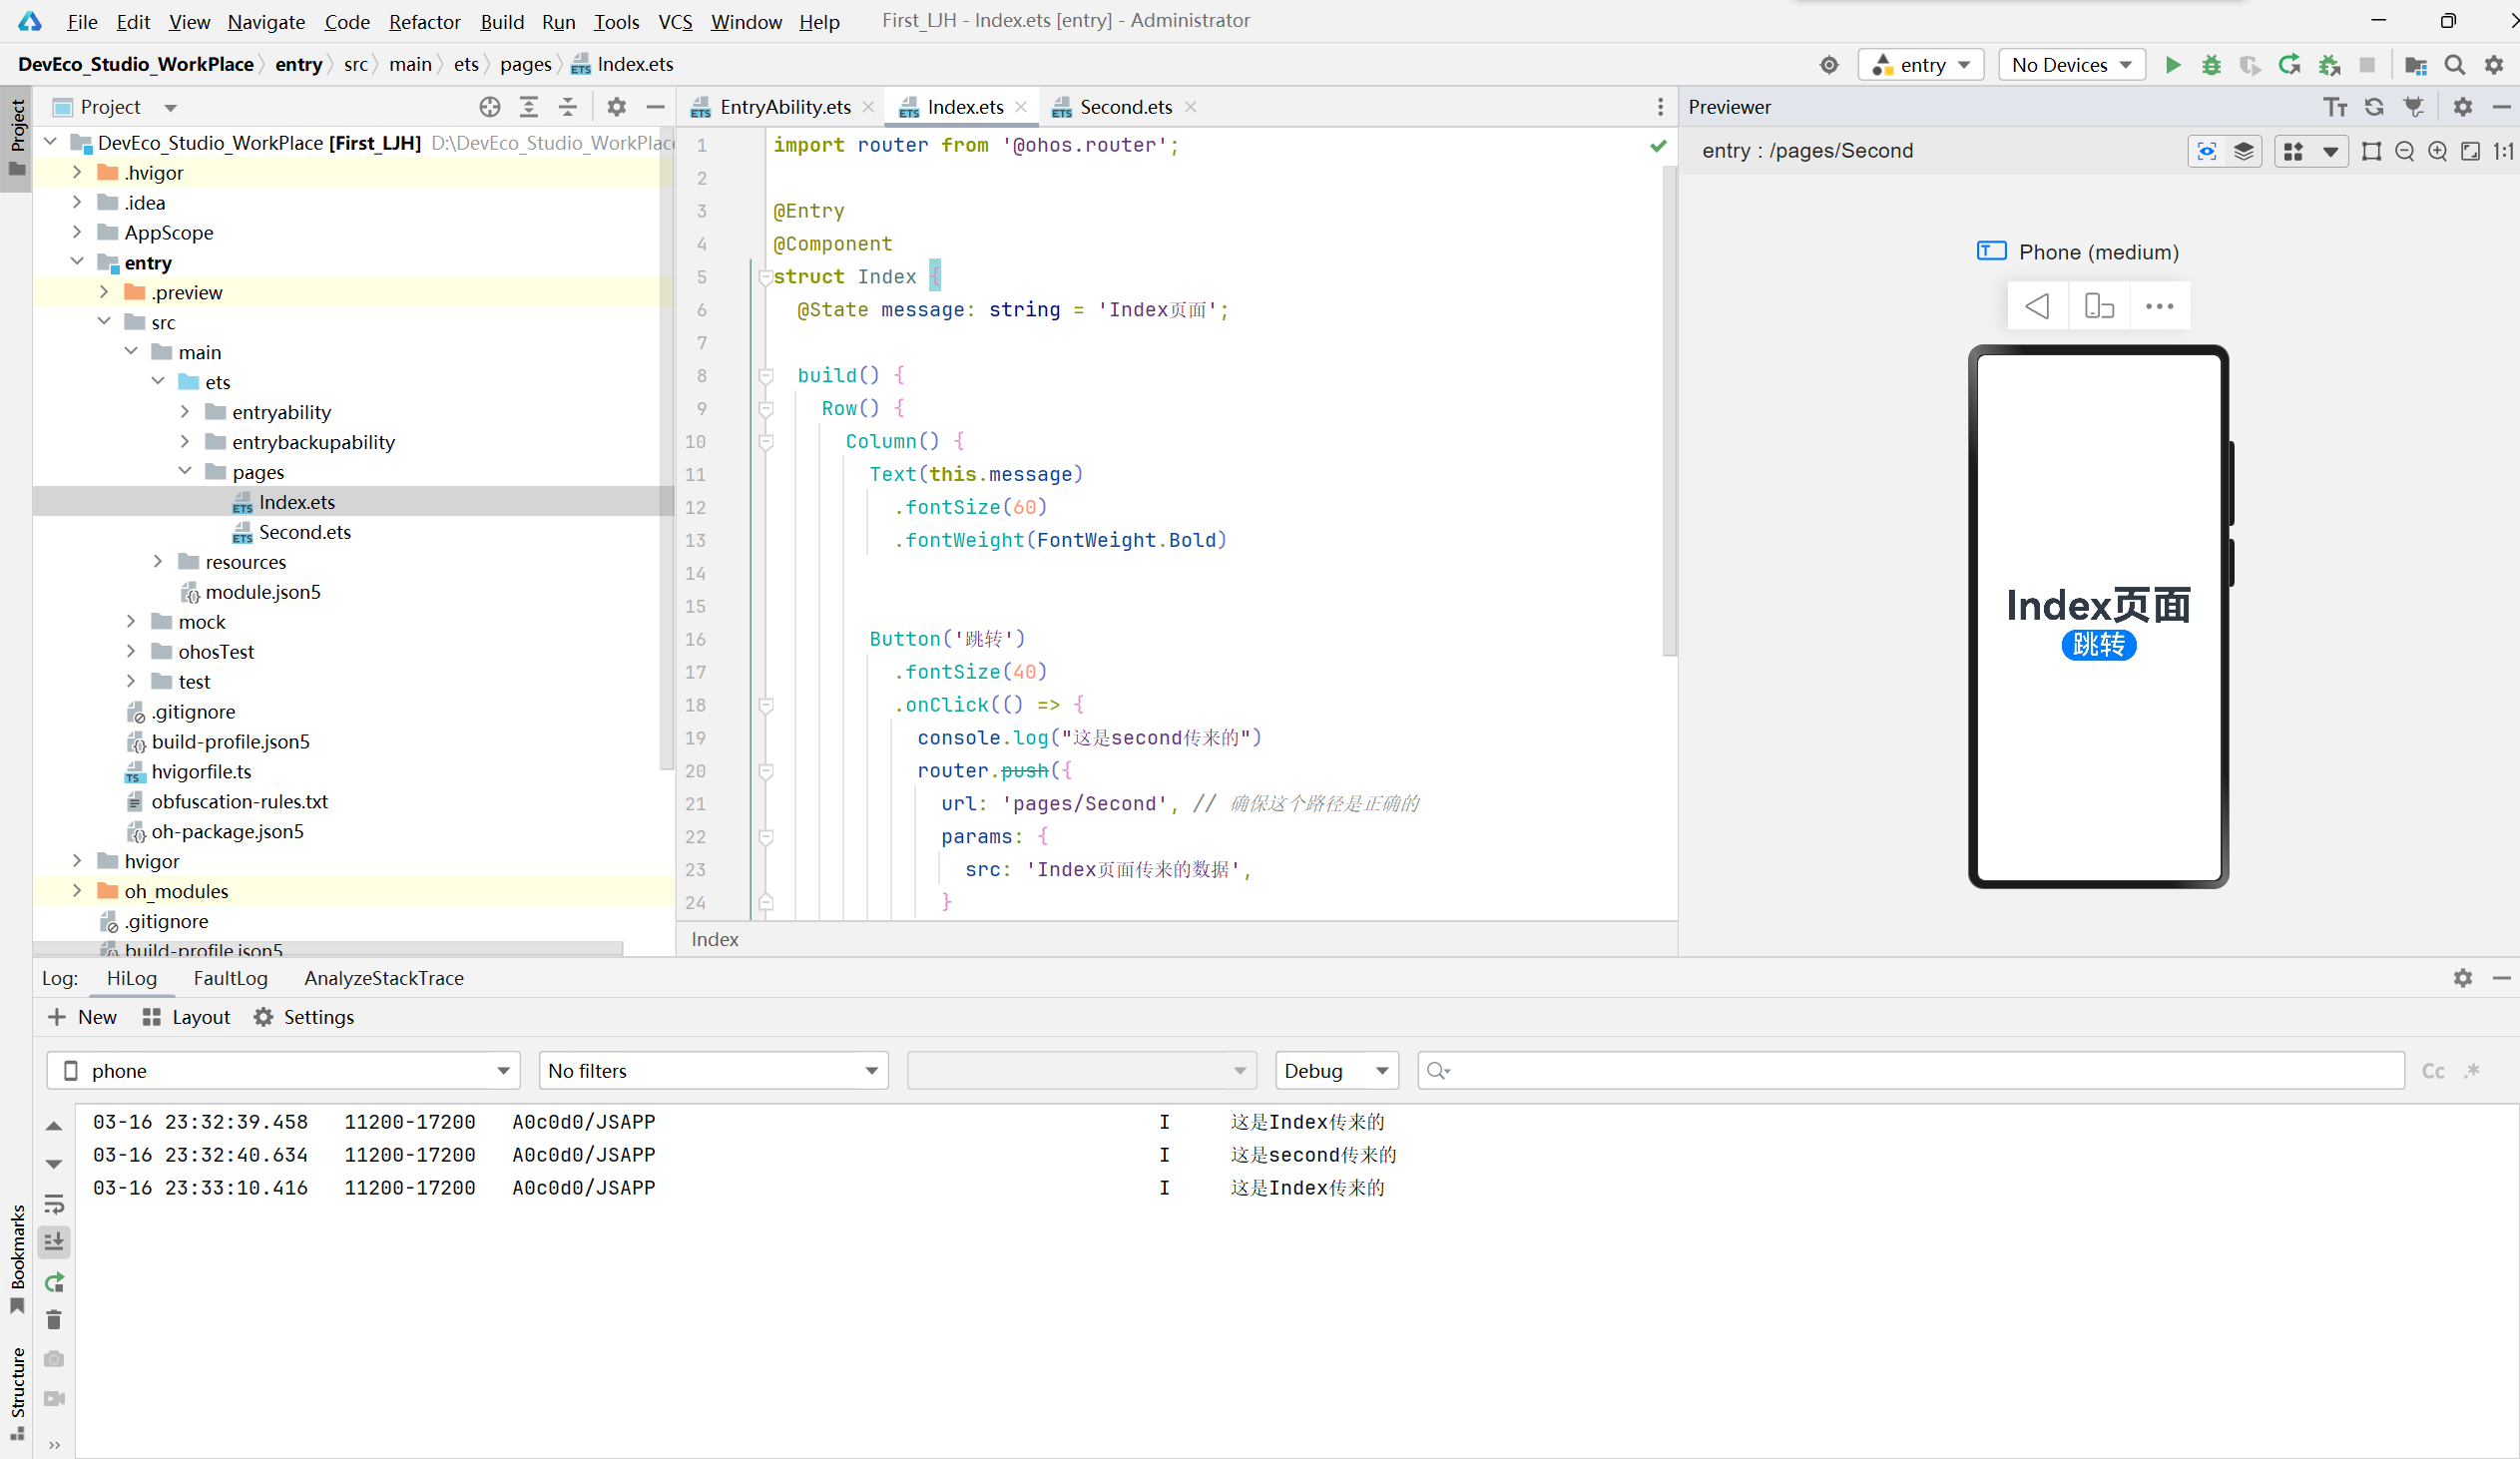 File Edit View Navigate Code Refactor Build Run Tools VCS Window Help First_LJH - Index.ets [entry] - Administrator
DevEco_Studio_WorkPlace entry src main ets pages Index.ets entry No Devices
Project
Project
DevEco_Studio_WorkPlace [First_LJH] D:\DevEco_Studio_WorkPlac
.hvigor
.idea
AppScope
entry
.preview
src
main
ets
entryability
entrybackupability
pages
Index.ets
Second.ets
resources
module.json5
mock
ohosTest
test
.gitignore
build-profile.json5
hvigorfile.ts
obfuscation-rules.txt
oh-package.json5
hvigor
oh_modules
.gitignore
build-profile.json5
EntryAbility.ets Index.ets Second.ets
1 import router from '@ohos.router';
2
3 @Entry
4 @Component
5 struct Index {
6 @State message: string = 'Index页面';
7
8 build() {
9 Row() {
10 Column() {
11 Text(this.message)
12 .fontSize(60)
13 .fontWeight(FontWeight.Bold)
14
15
16 Button('跳转')
17 .fontSize(40)
18 .onClick(() => {
19 console.log("这是second传来的")
20 router.push({
21 url: 'pages/Second', // 确保这个路径是正确的
22 params: {
23 src: 'Index页面传来的数据',
24 }
Index
Previewer
entry : /pages/Second
1:1
Phone (medium)
Index页面
跳转
Log: HiLog FaultLog AnalyzeStackTrace
New Layout Settings
phone No filters Debug Cc .*
03-16 23:32:39.458 11200-17200 A0c0d0/JSAPP I 这是Index传来的
03-16 23:32:40.634 11200-17200 A0c0d0/JSAPP I 这是second传来的
03-16 23:33:10.416 11200-17200 A0c0d0/JSAPP I 这是Index传来的
Bookmarks
Structure